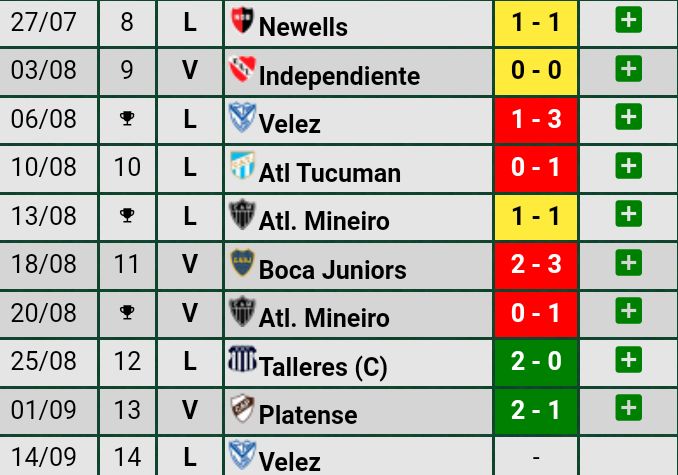 27/07 8 L Newells 1 - 1
03/08 9 V Independiente 0 - 0
06/08 L Velez 1 - 3
10/08 10 L Atl Tucuman 0 - 1
13/08 L Atl. Mineiro 1 - 1
18/08 11 V Boca Juniors 2 - 3
20/08 V Atl. Mineiro 0 - 1
25/08 12 L Talleres (C) 2 - 0
01/09 13 V Platense 2 - 1
14/09 14 L Velez -